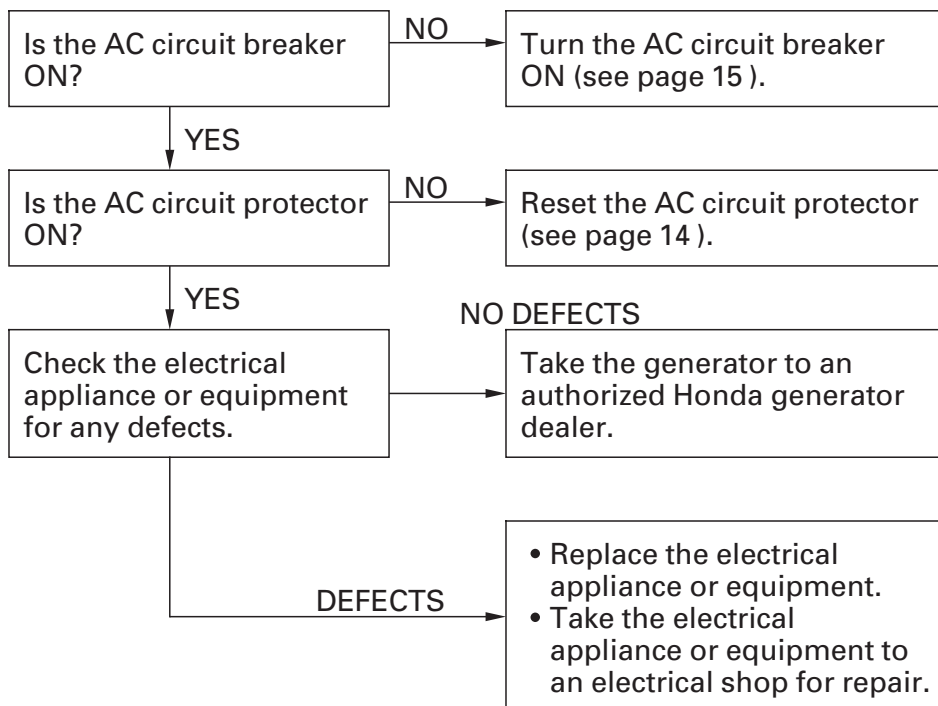 Is the AC circuit breaker
ON?
NO
Turn the AC circuit breaker
ON (see page 15 ).
YES
Is the AC circuit protector
ON?
NO
Reset the AC circuit protector
(see page 14 ).
YES
NO DEFECTS
Check the electrical
appliance or equipment
for any defects.
Take the generator to an
authorized Honda generator
dealer.
DEFECTS
• Replace the electrical
appliance or equipment.
• Take the electrical
appliance or equipment to
an electrical shop for repair.